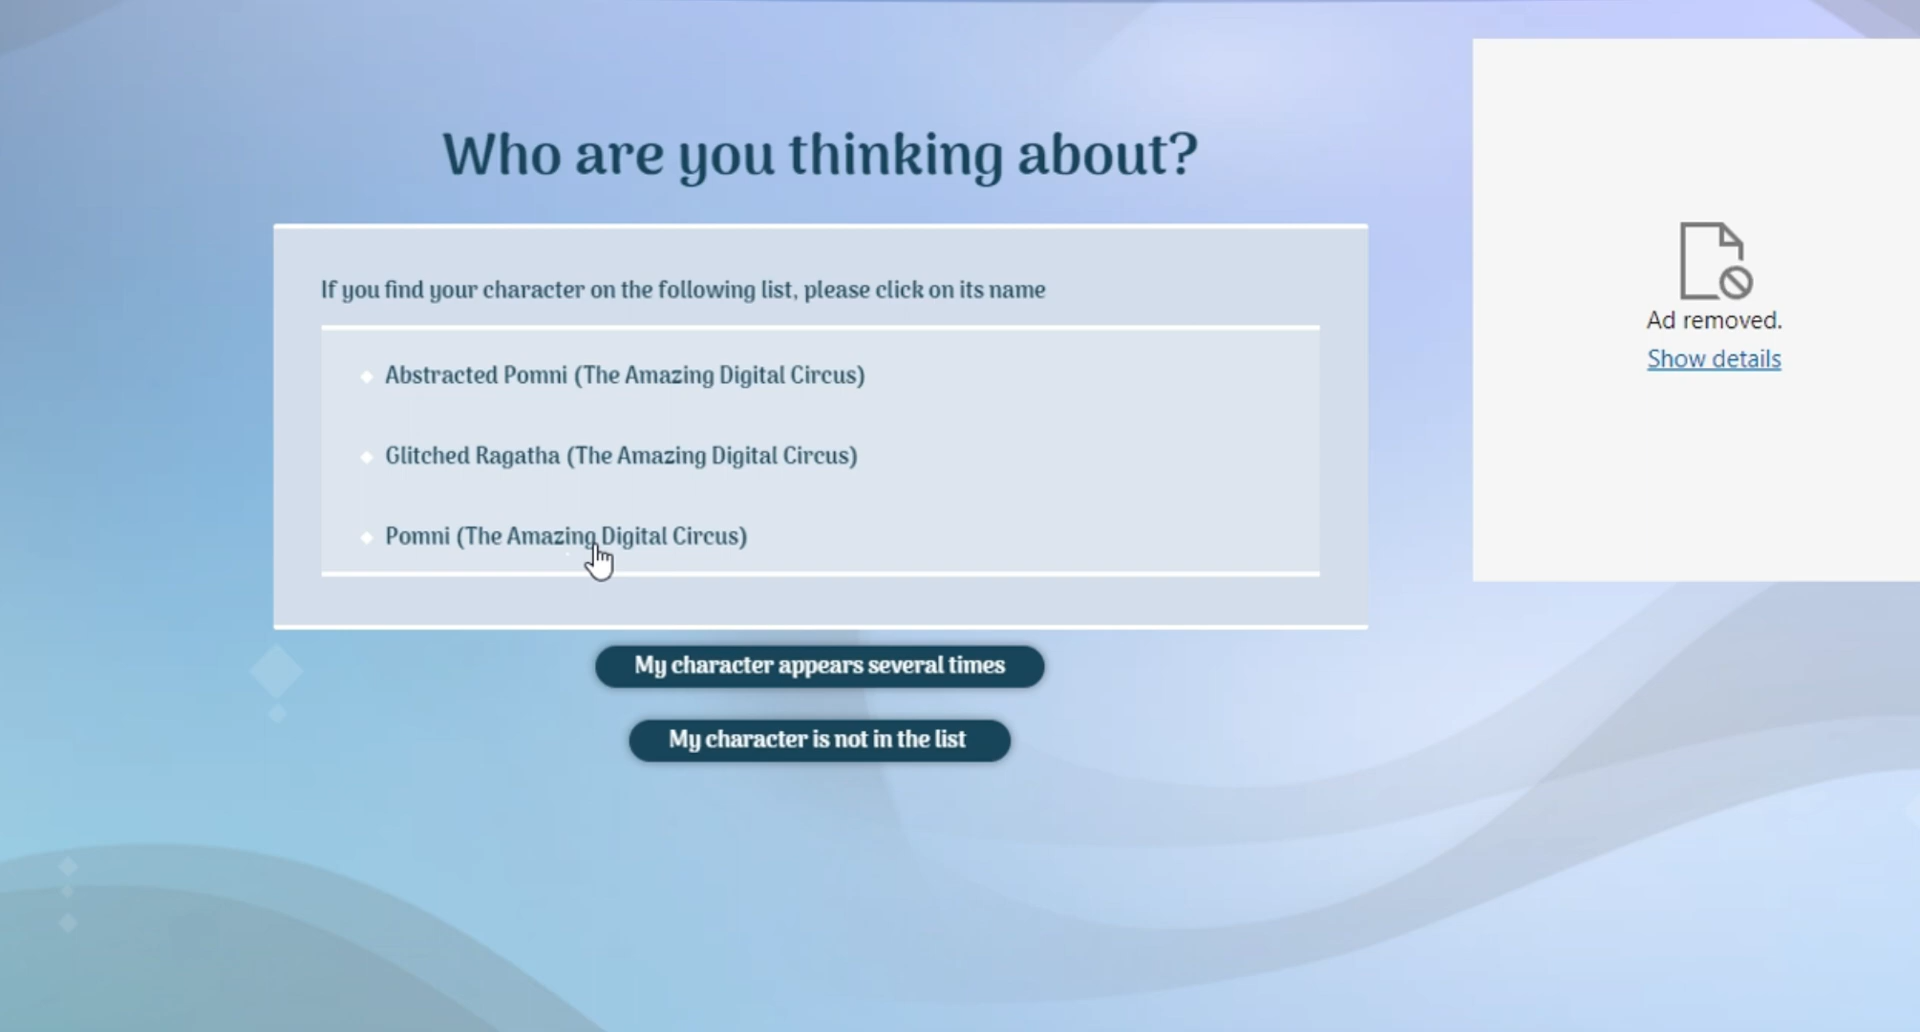 Who are you thinking about?
If you find your character on the following list, please click on its name
Abstracted Pomni (The Amazing Digital Circus)
Glitched Ragatha (The Amazing Digital Circus)
Pomni (The Amazing Digital Circus)
My character appears several times
My character is not in the list
Ad removed.
Show details